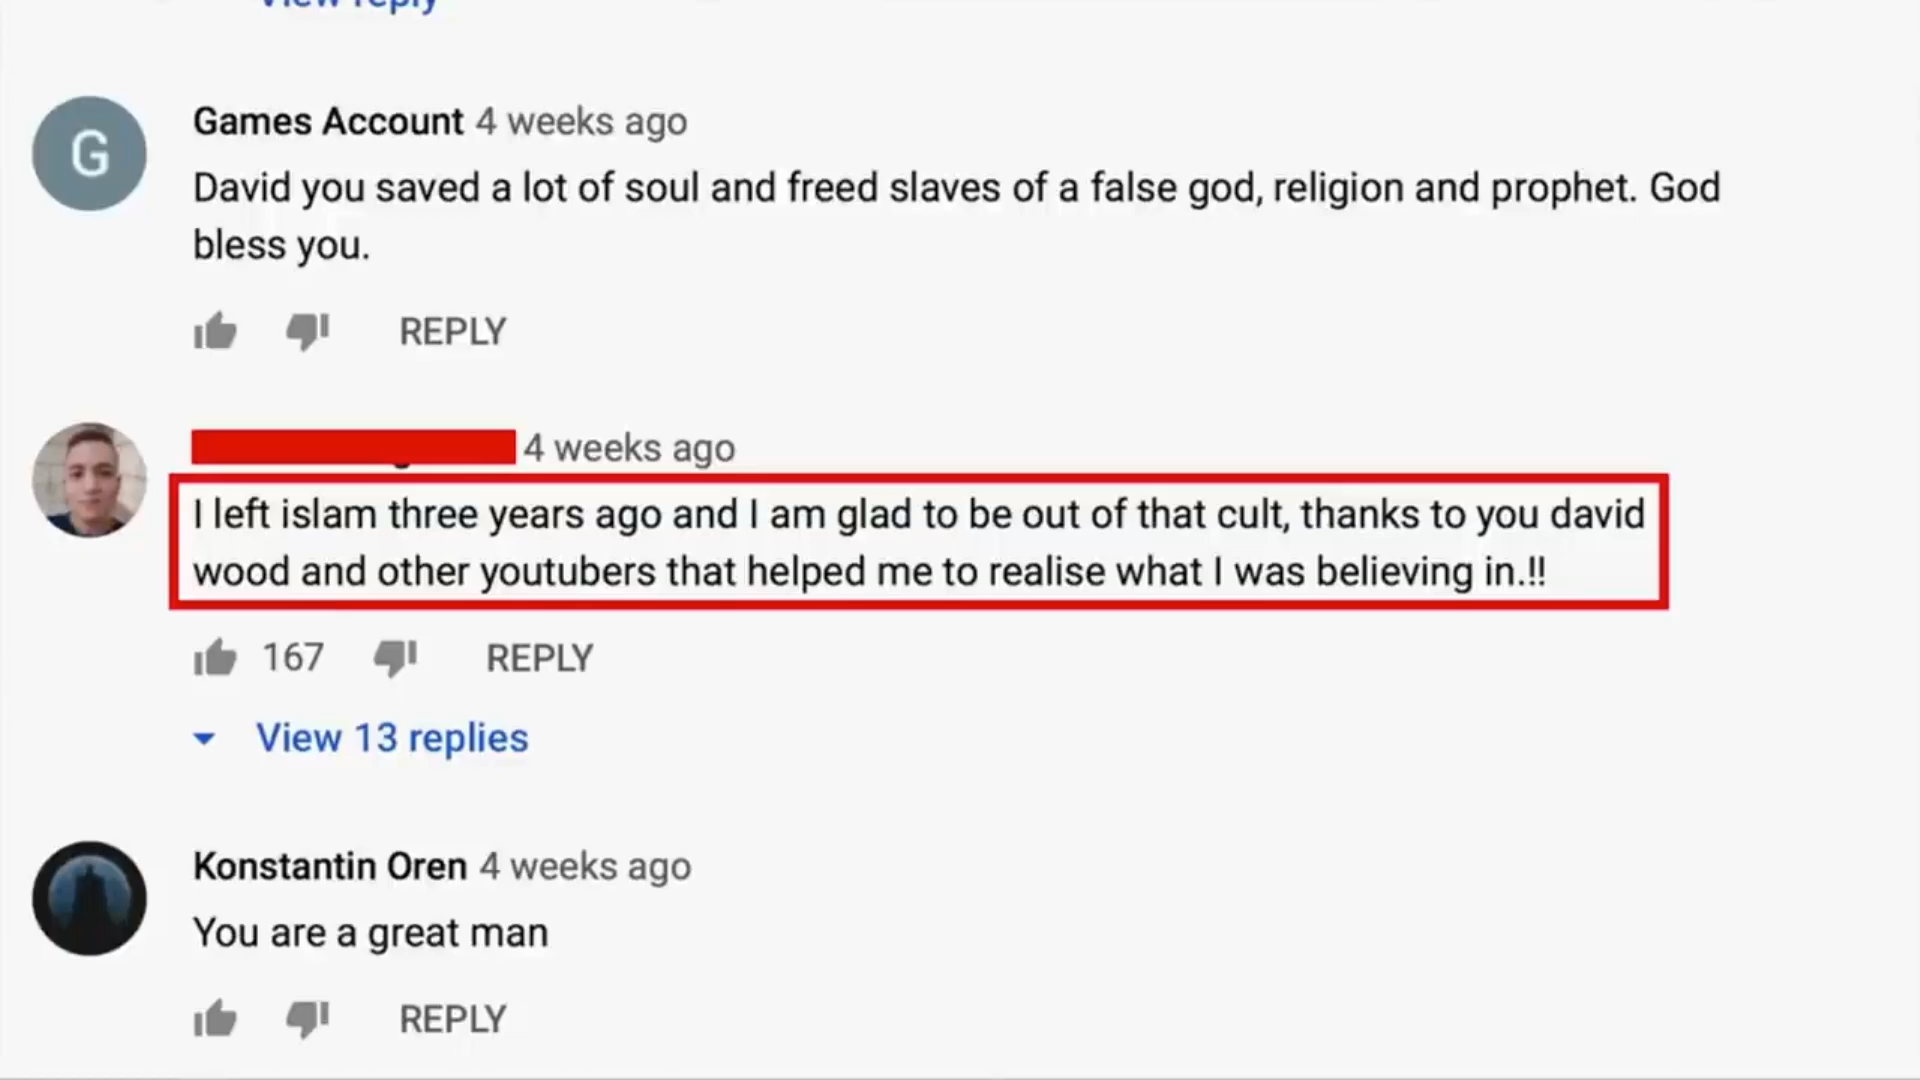 View reply
G
Games Account 4 weeks ago
David you saved a lot of soul and freed slaves of a false god, religion and prophet. God
bless you.
REPLY
4 weeks ago
I left islam three years ago and I am glad to be out of that cult, thanks to you david
wood and other youtubers that helped me to realise what I was believing in.!!
167 REPLY
View 13 replies
Konstantin Oren 4 weeks ago
You are a great man
REPLY